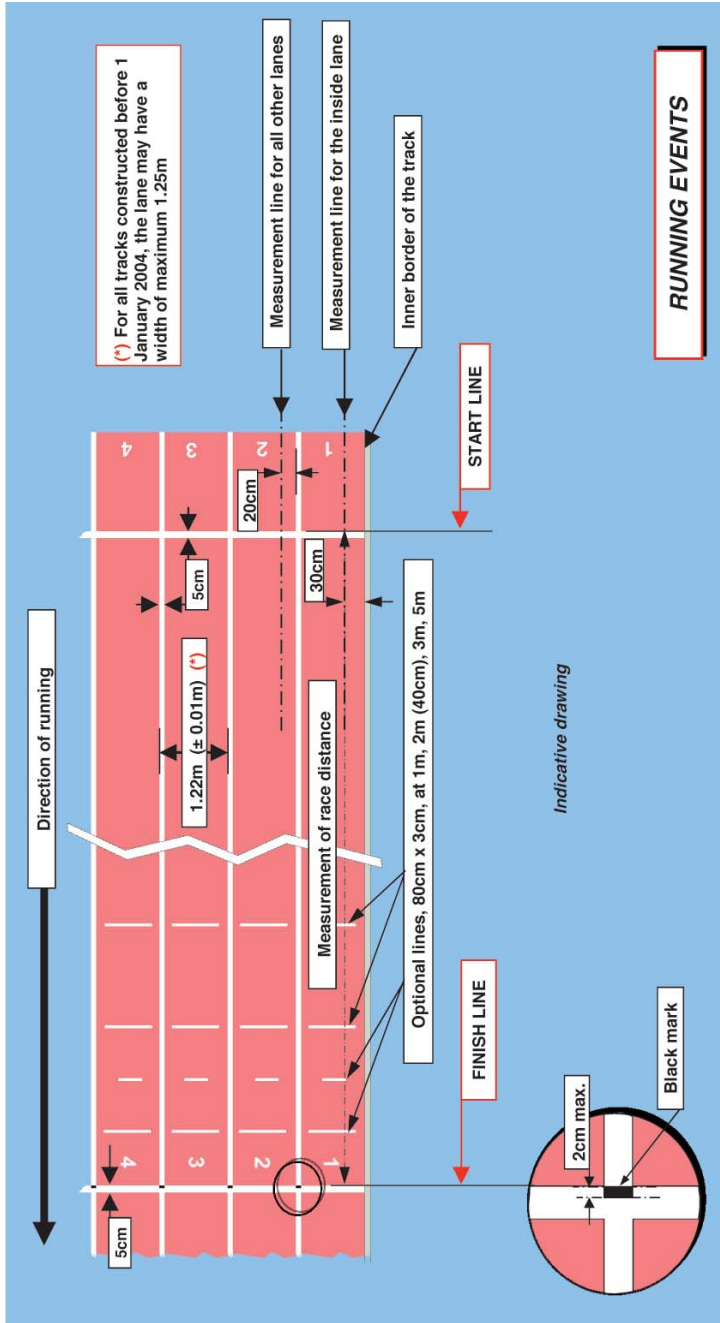 Direction of running
(*) For all tracks constructed before 1
January 2004, the lane may have a
width of maximum 1.25m
5cm
4
3
2
1
1.22m (± 0.01m) (*)
5cm
4
3
2
1
20cm
30cm
Measurement of race distance
Measurement line for all other lanes
Measurement line for the inside lane
Inner border of the track
Optional lines, 80cm x 3cm, at 1m, 2m (40cm), 3m, 5m
FINISH LINE
START LINE
2cm max.
Black mark
Indicative drawing
RUNNING EVENTS